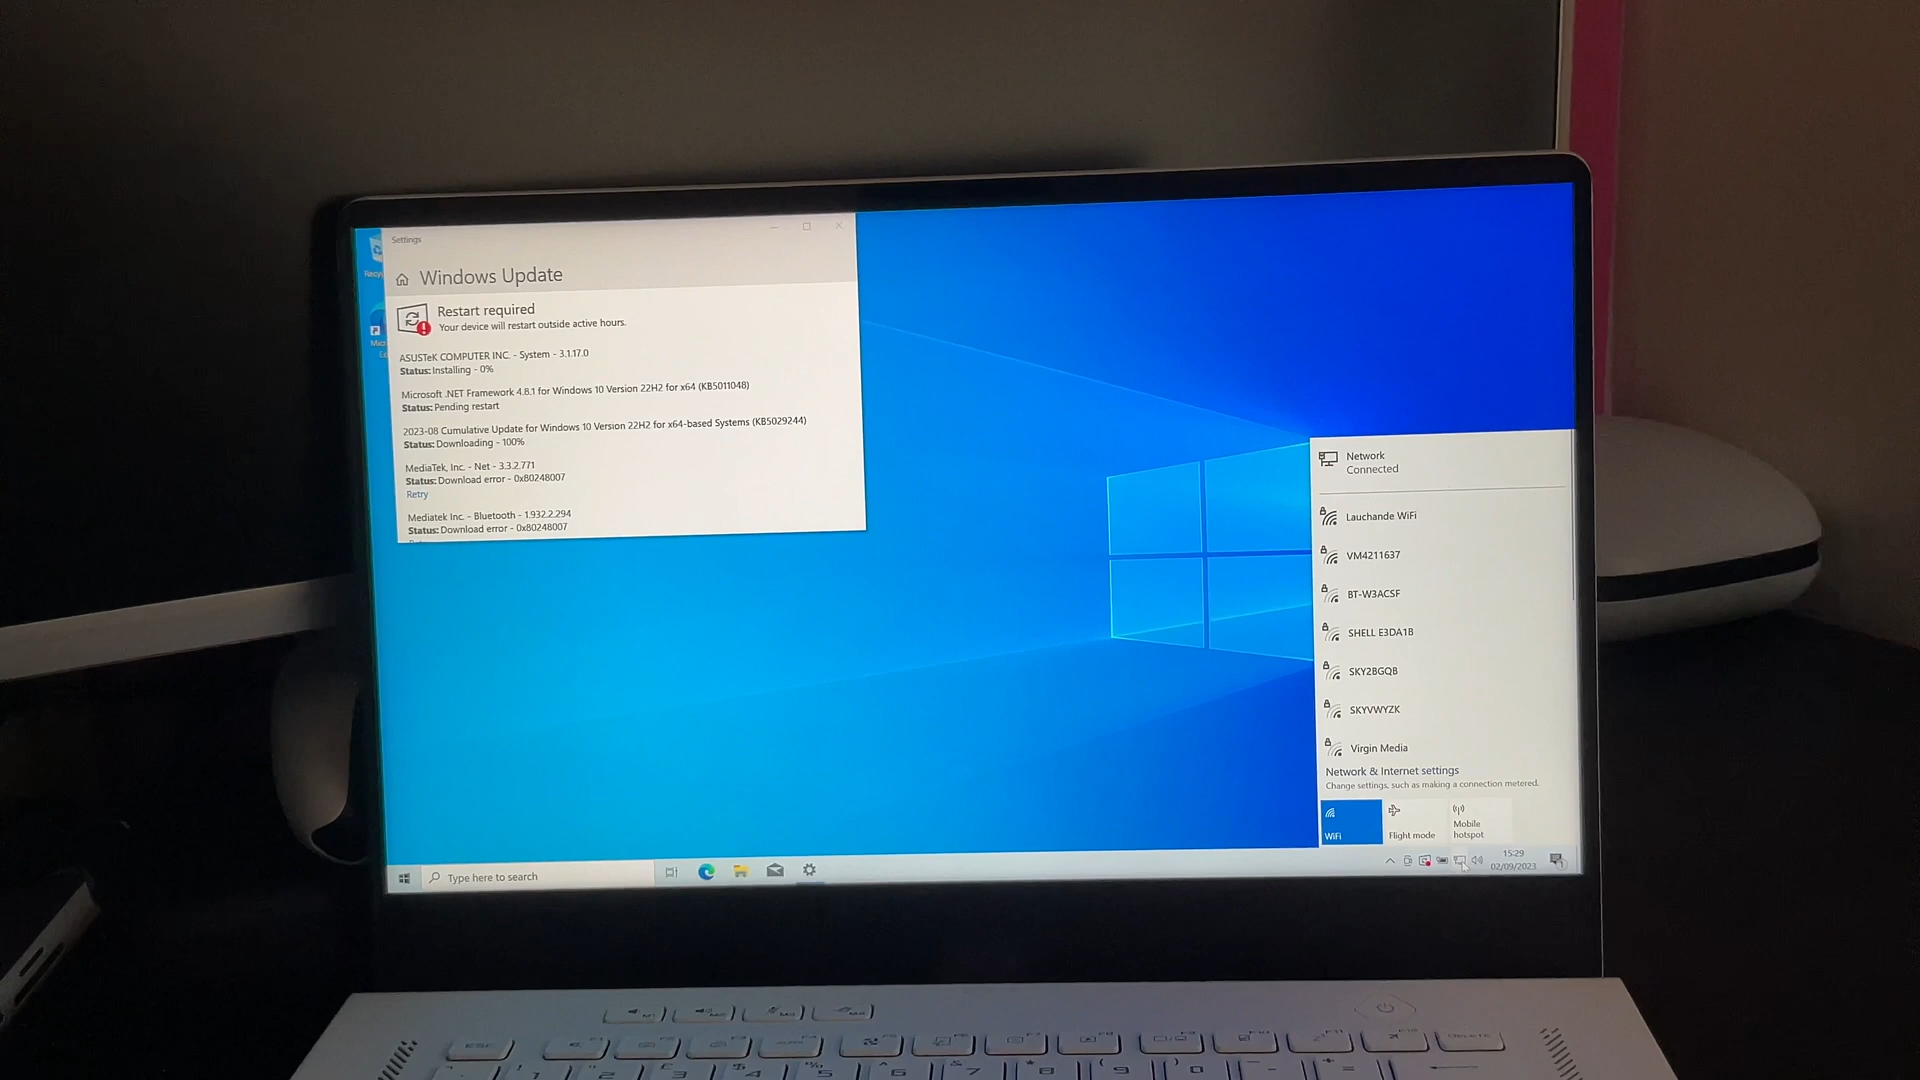 Settings
Windows Update
Restart required
Your device will restart outside active hours.
ASUSTeK COMPUTER INC. - System - 3.1.17.0
Status: Installing - 0%
Microsoft .NET Framework 4.8.1 for Windows 10 Version 22H2 for x64 (KB5011048)
Status: Pending restart
2023-08 Cumulative Update for Windows 10 Version 22H2 for x64-based Systems (KB5029244)
Status: Downloading - 100%
MediaTek, Inc. - Net - 3.3.2.771
Status: Download error - 0x80248007
Retry
Mediatek Inc. - Bluetooth - 1.932.2.294
Status: Download error - 0x80248007
Network
Connected
Lauchande WiFi
VM4211637
BT-W3ACSF
SHELL E3DA1B
SKY2BGQB
SKYVWYZK
Virgin Media
Network & Internet settings
Change settings, such as making a connection metered.
WiFi
Flight mode
Mobile
hotspot
Type here to search
15:29
02/09/2023